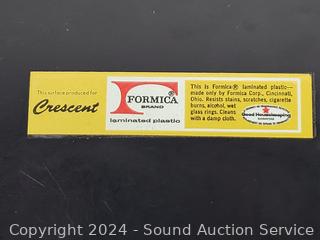 This surface produced for
Crescent
FORMICA ®
BRAND
laminated plastic
This is Formica® laminated plastic—
made only by Formica Corp., Cincinnati,
Ohio. Resists stains, scratches, cigarette
burns, alcohol, wet
glass rings. Cleans
with a damp cloth.
Good Housekeeping
Copyright 2024 - Sound Auction Service